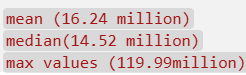 mean (16.24 million)
median(14.52 million)
max values (119.99million)